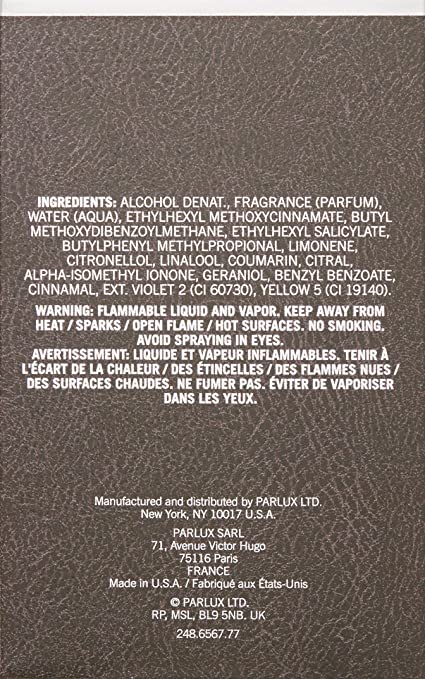 INGREDIENTS: ALCOHOL DENAT., FRAGRANCE (PARFUM),
WATER (AQUA), ETHYLHEXYL METHOXYCINNAMATE, BUTYL
METHOXYDIBENZOYLMETHANE, ETHYLHEXYL SALICYLATE,
BUTYLPHENYL METHYLPROPIONAL, LIMONENE,
CITRONELLOL, LINALOOL, COUMARIN, CITRAL,
ALPHA-ISOMETHYL IONONE, GERANIOL, BENZYL BENZOATE,
CINNAMAL, EXT. VIOLET 2 (CI 60730), YELLOW 5 (CI 19140).
WARNING: FLAMMABLE LIQUID AND VAPOR. KEEP AWAY FROM
HEAT / SPARKS / OPEN FLAME / HOT SURFACES. NO SMOKING.
AVOID SPRAYING IN EYES.
AVERTISSEMENT: LIQUIDE ET VAPEUR INFLAMMABLES. TENIR À
L'ÉCART DE LA CHALEUR / DES ÉTINCELLES / DES FLAMMES NUES /
DES SURFACES CHAUDES. NE FUMER PAS. ÉVITER DE VAPORISER
DANS LES YEUX.
Manufactured and distributed by PARLUX LTD.
New York, NY 10017 U.S.A.
PARLUX SARL
71, Avenue Victor Hugo
75116 Paris
FRANCE
Made in U.S.A. / Fabriqué aux États-Unis
© PARLUX LTD.
RP, MSL, BL9 5NB. UK
248.6567.77